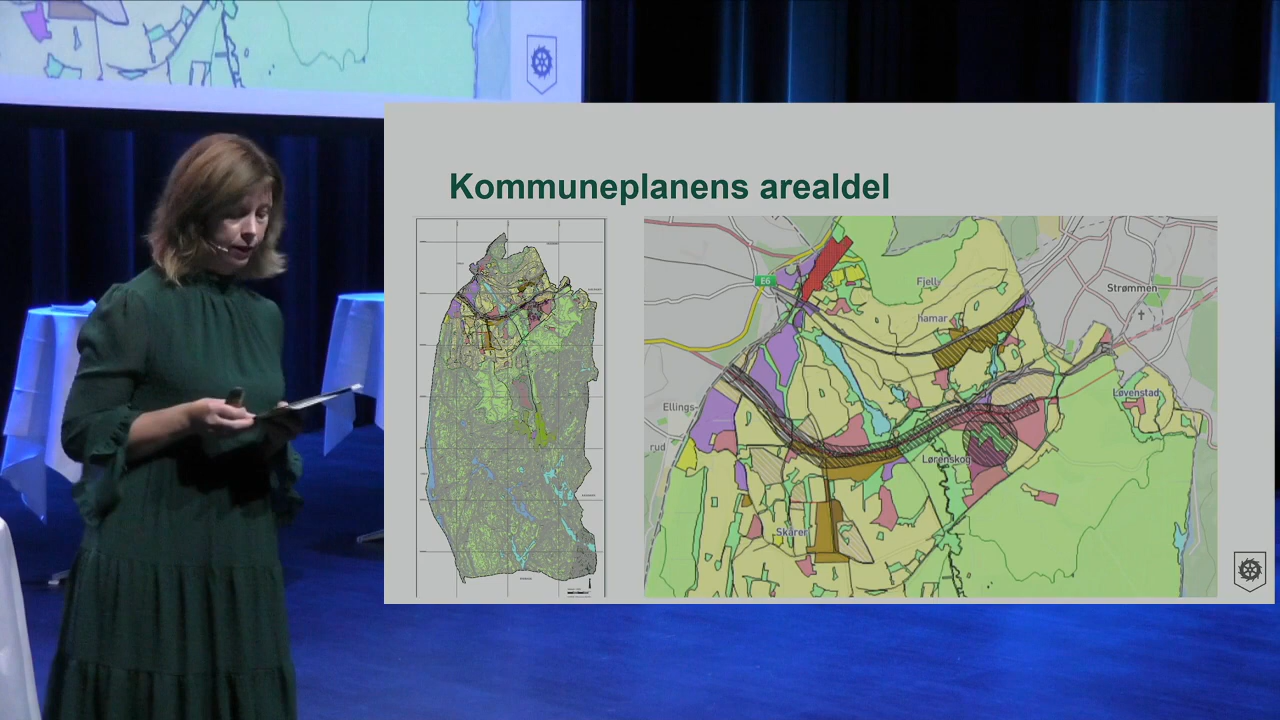 Kommuneplanens arealdel
E6
Fjell-
hamar
Strømmen
Ellings-
rud
Løvenstad
Lørenskog
Skårer